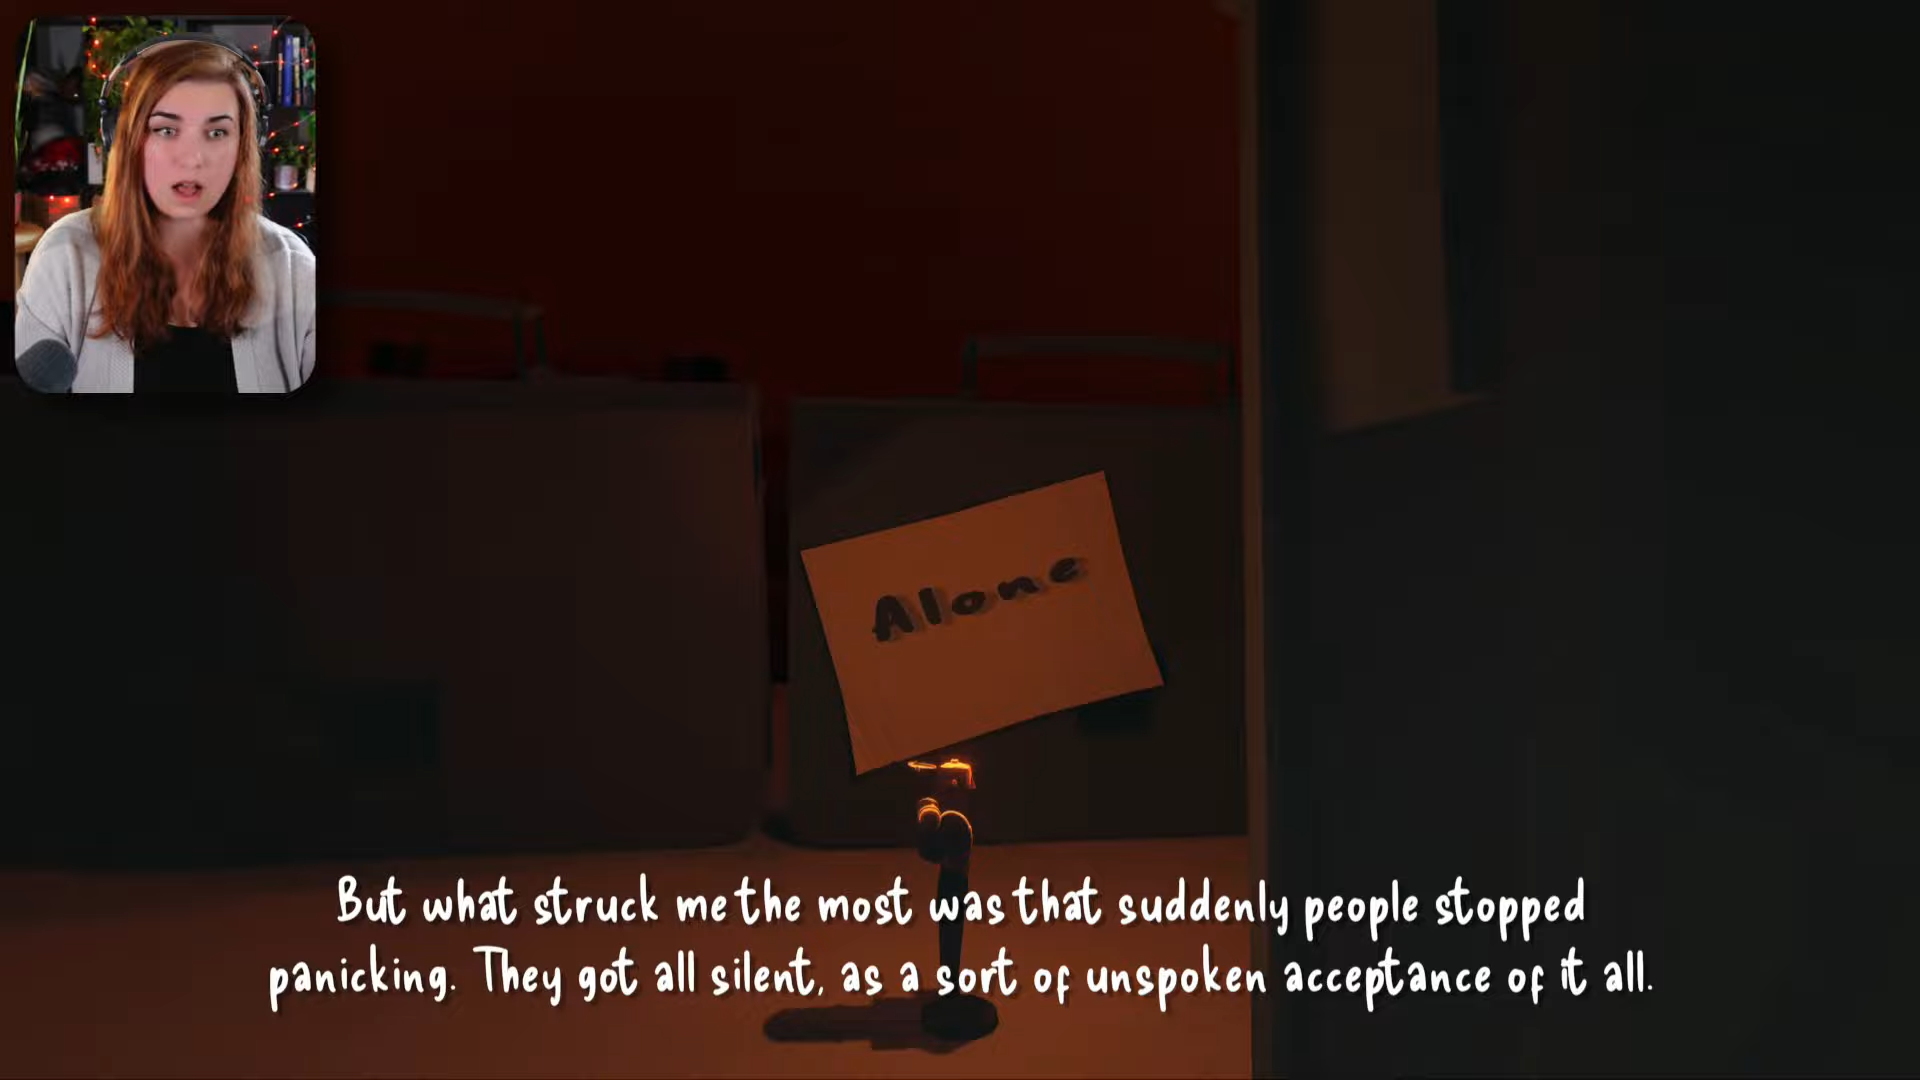 Alone
But what struck me the most was that suddenly people stopped
panicking. They got all silent, as a sort of unspoken acceptance of it all.